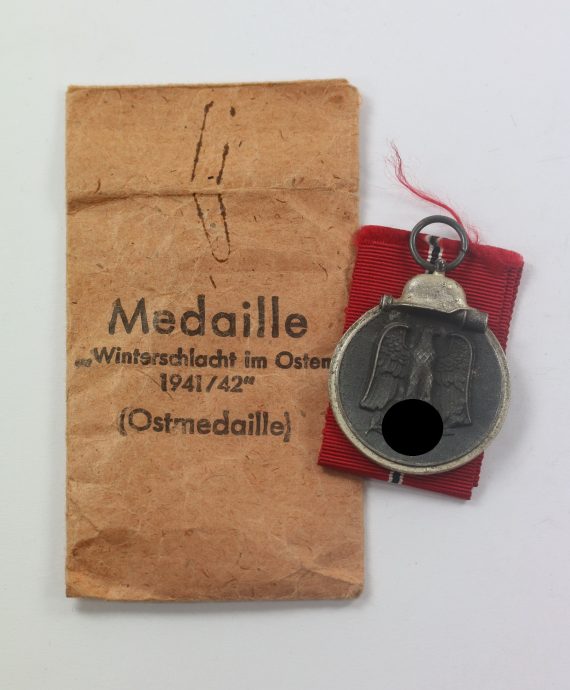 Medaille
„Winterschlacht im Osten
1941/42"
(Ostmedaille)